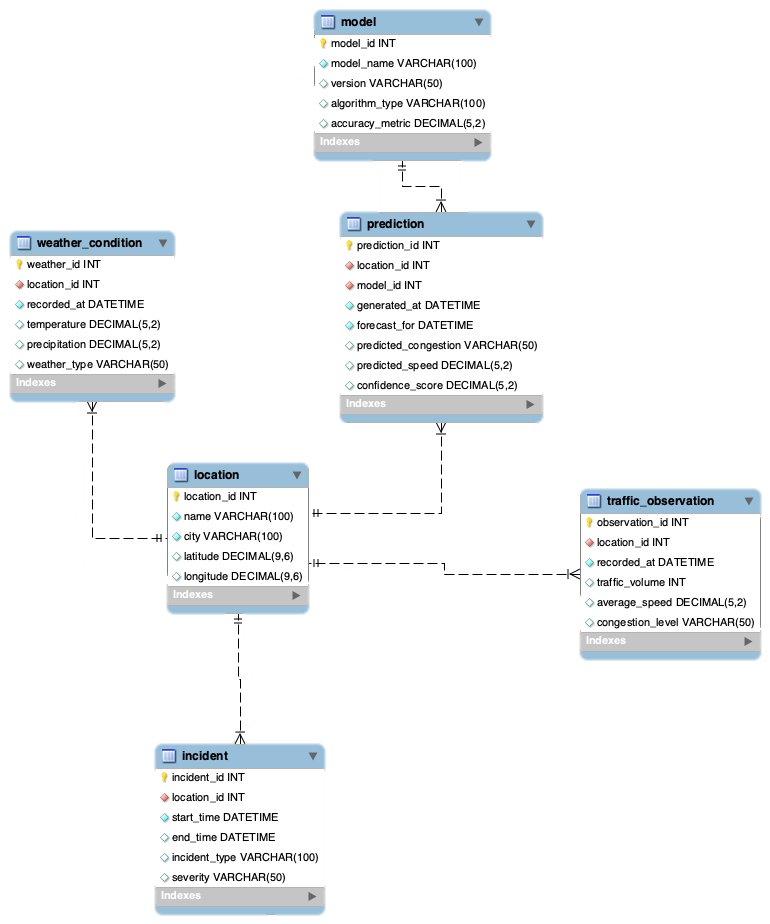 model
model_id INT
model_name VARCHAR(100)
version VARCHAR(50)
algorithm_type VARCHAR(100)
accuracy_metric DECIMAL(5,2)
Indexes
prediction
prediction_id INT
location_id INT
model_id INT
generated_at DATETIME
forecast_for DATETIME
predicted_congestion VARCHAR(50)
predicted_speed DECIMAL(5,2)
confidence_score DECIMAL(5,2)
Indexes
weather_condition
weather_id INT
location_id INT
recorded_at DATETIME
temperature DECIMAL(5,2)
precipitation DECIMAL(5,2)
weather_type VARCHAR(50)
Indexes
location
location_id INT
name VARCHAR(100)
city VARCHAR(100)
latitude DECIMAL(9,6)
longitude DECIMAL(9,6)
Indexes
traffic_observation
observation_id INT
location_id INT
recorded_at DATETIME
traffic_volume INT
average_speed DECIMAL(5,2)
congestion_level VARCHAR(50)
Indexes
incident
incident_id INT
location_id INT
start_time DATETIME
end_time DATETIME
incident_type VARCHAR(100)
severity VARCHAR(50)
Indexes